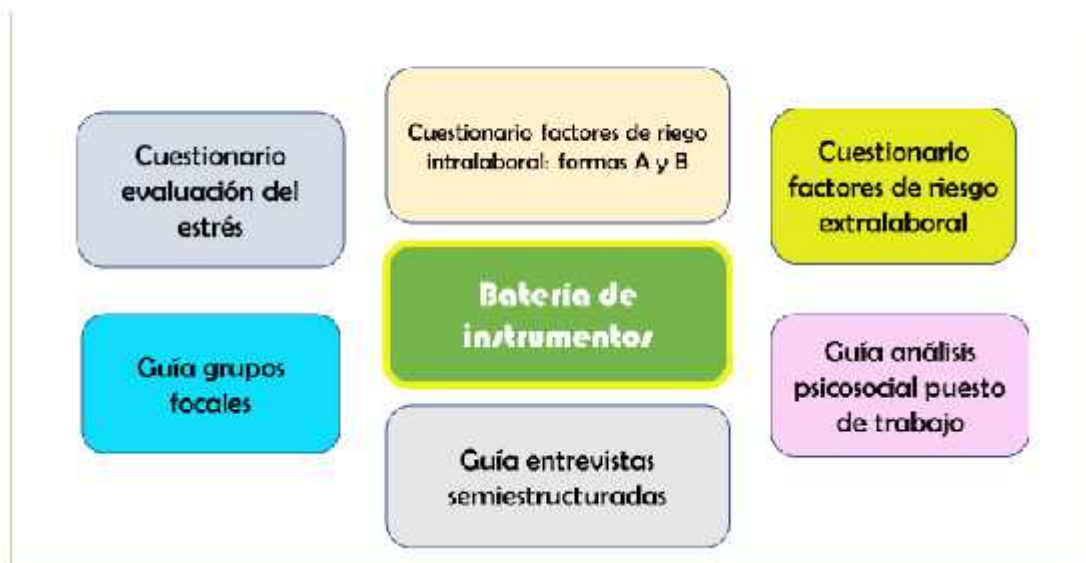 Cuestionario factores de riego
intralaboral: formas A y B
Cuestionario
evaluación del
estrés
Cuestionario
factores de riesgo
extralaboral
Batería de
instrumentos
Guía grupos
focales
Guía análisis
psicosocial puesto
de trabajo
Guía entrevistas
semiestructuradas